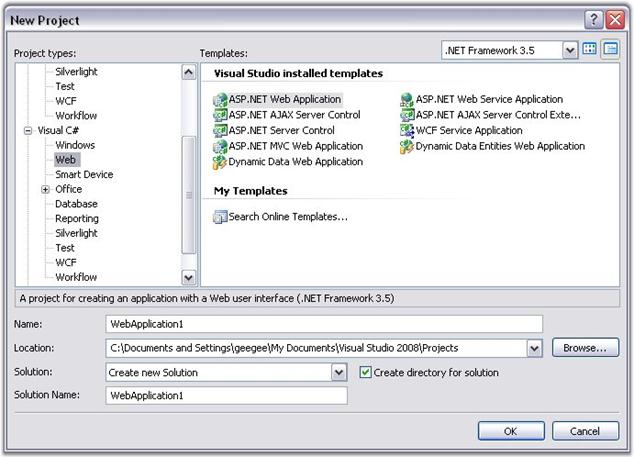 New Project
Project types:
Templates:
.NET Framework 3.5
Silverlight
Test
WCF
Workflow
Visual C#
Windows
Web
Smart Device
Office
Database
Reporting
Silverlight
Test
WCF
Workflow
Visual Studio installed templates
ASP.NET Web Application
ASP.NET Web Service Application
ASP.NET AJAX Server Control
ASP.NET AJAX Server Control Exte...
ASP.NET Server Control
WCF Service Application
ASP.NET MVC Web Application
Dynamic Data Entities Web Application
Dynamic Data Web Application
My Templates
Search Online Templates...
A project for creating an application with a Web user interface (.NET Framework 3.5)
Name:
WebApplication1
Location:
C:\Documents and Settings\geegee\My Documents\Visual Studio 2008\Projects
Browse...
Solution:
Create new Solution
Create directory for solution
Solution Name:
WebApplication1
OK
Cancel